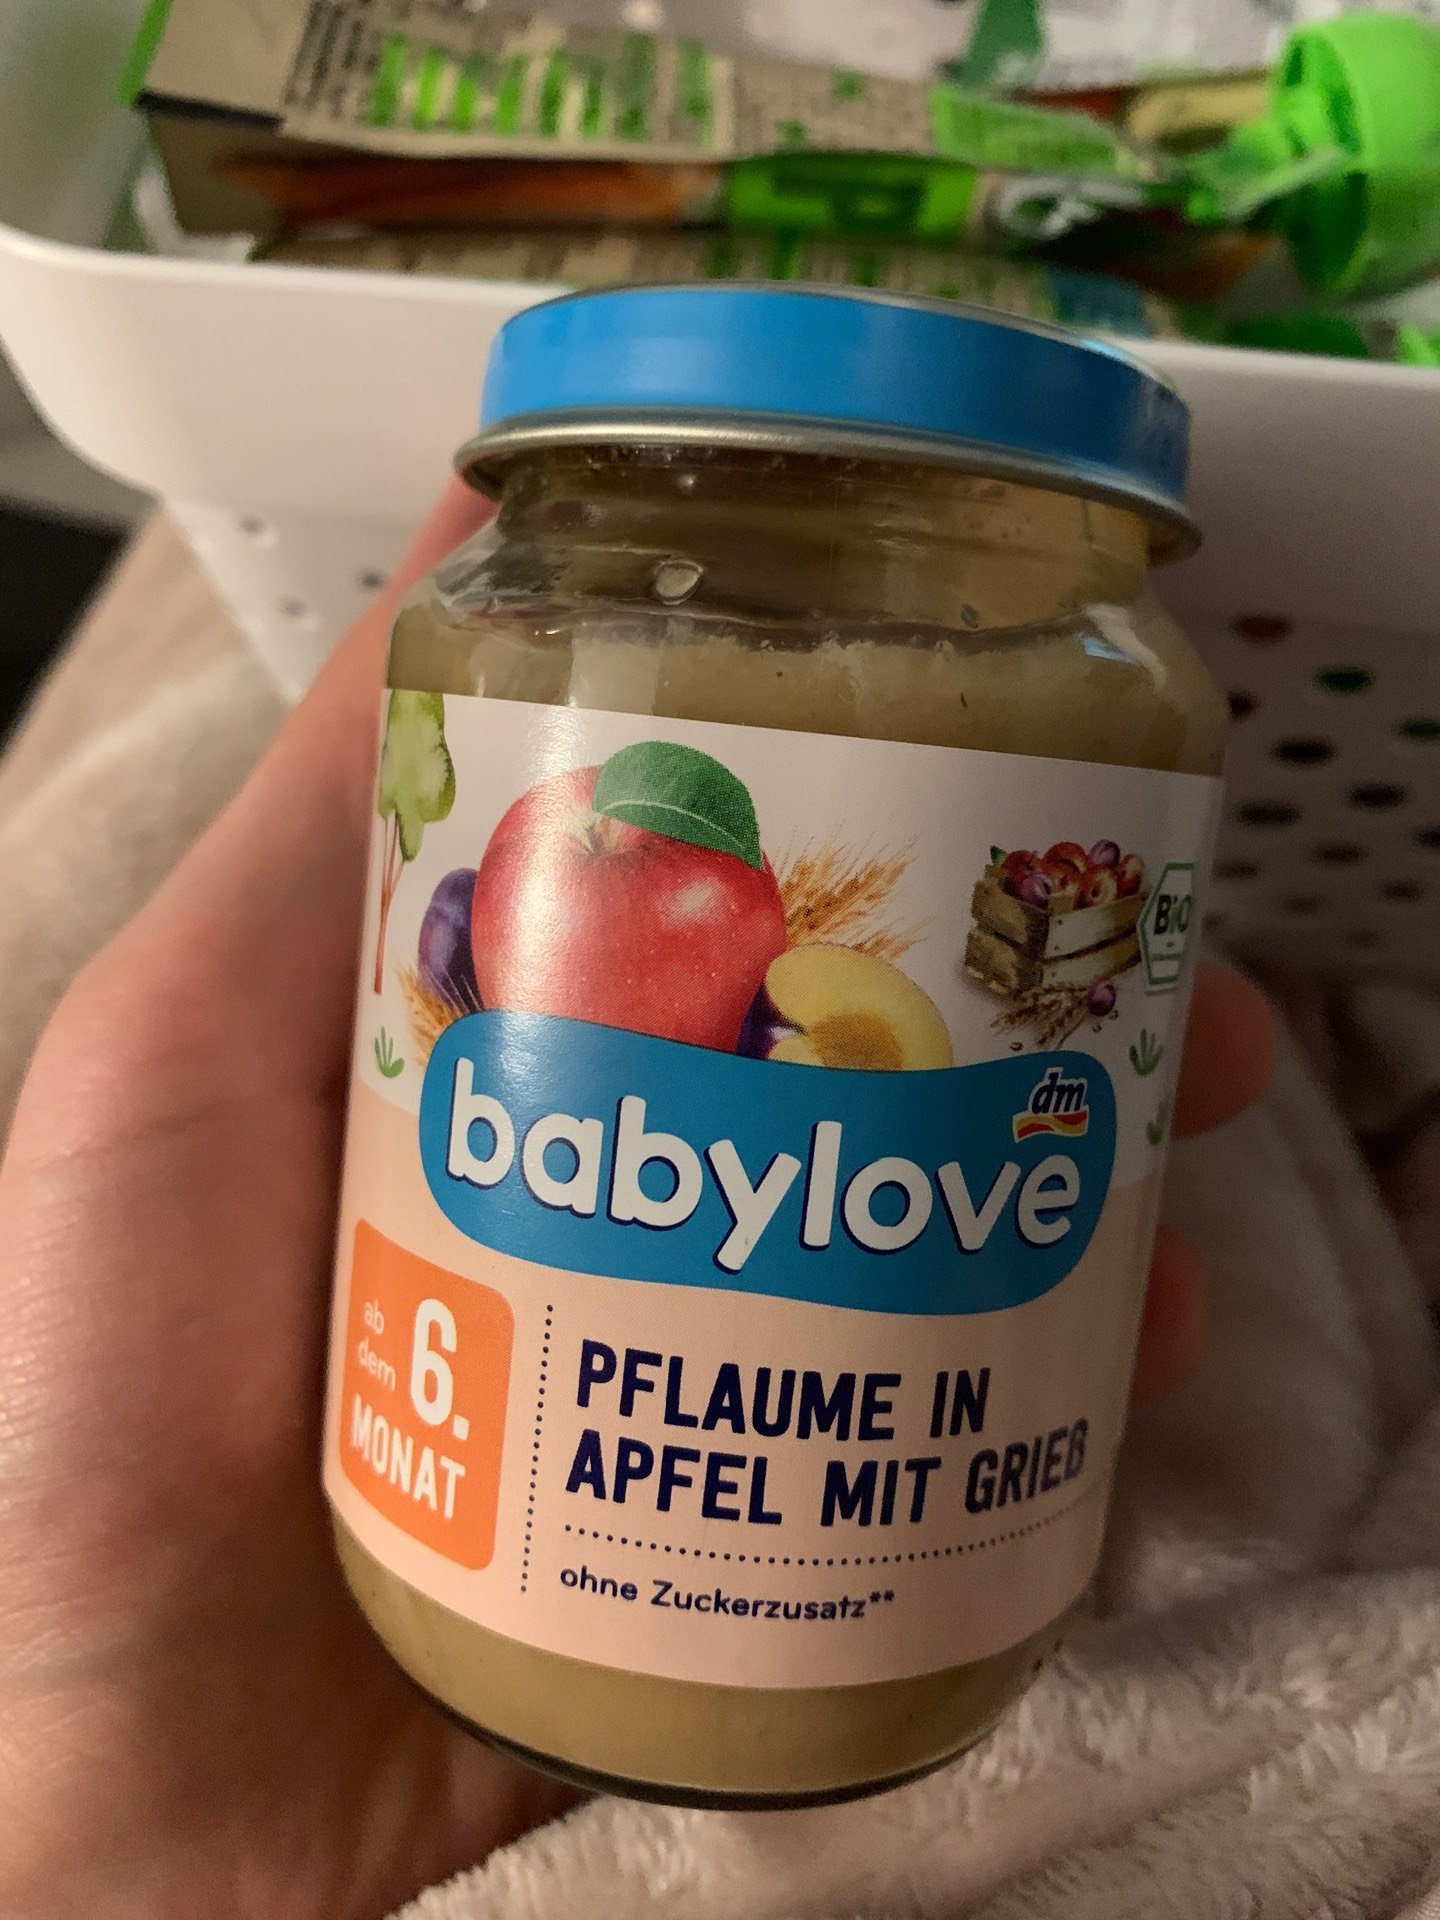 BiO
dm
babylove
ab
dem 6.
MONAT
PFLAUME IN
APFEL MIT GRIEẞ
ohne Zuckerzusatz**